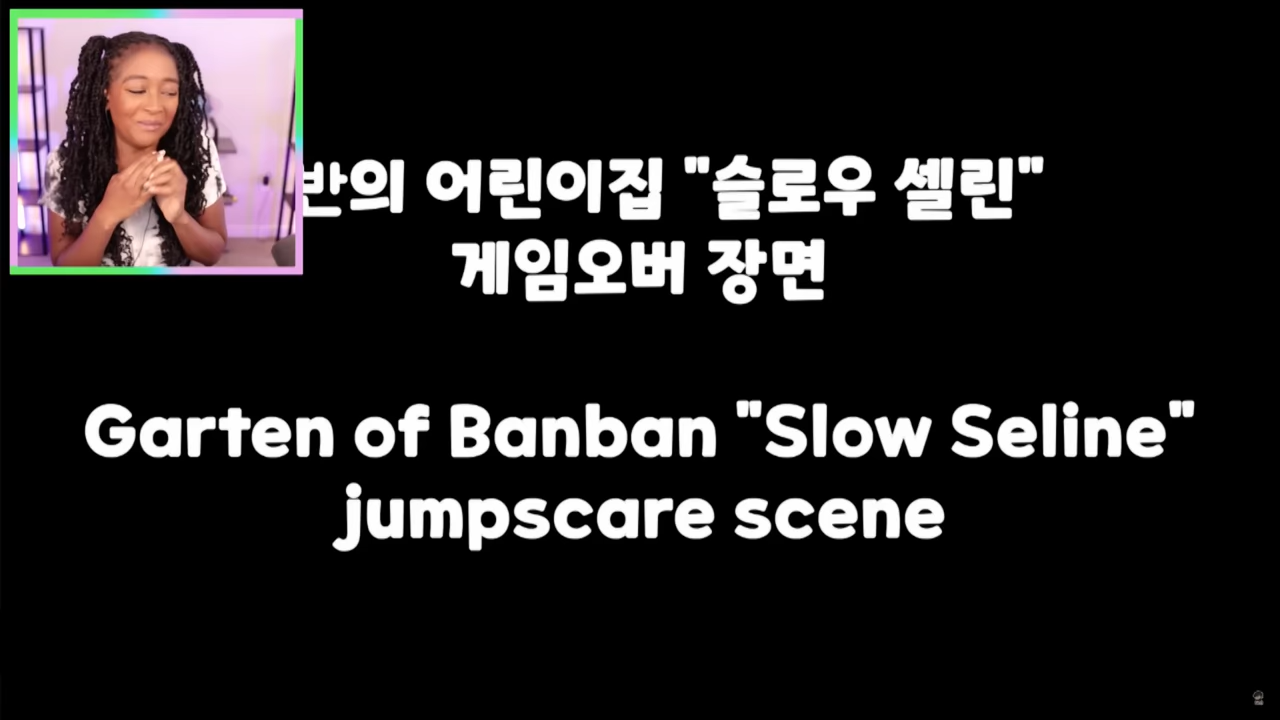 반의 어린이집 "슬로우 셀린"
게임오버 장면
Garten of Banban "Slow Seline"
jumpscare scene